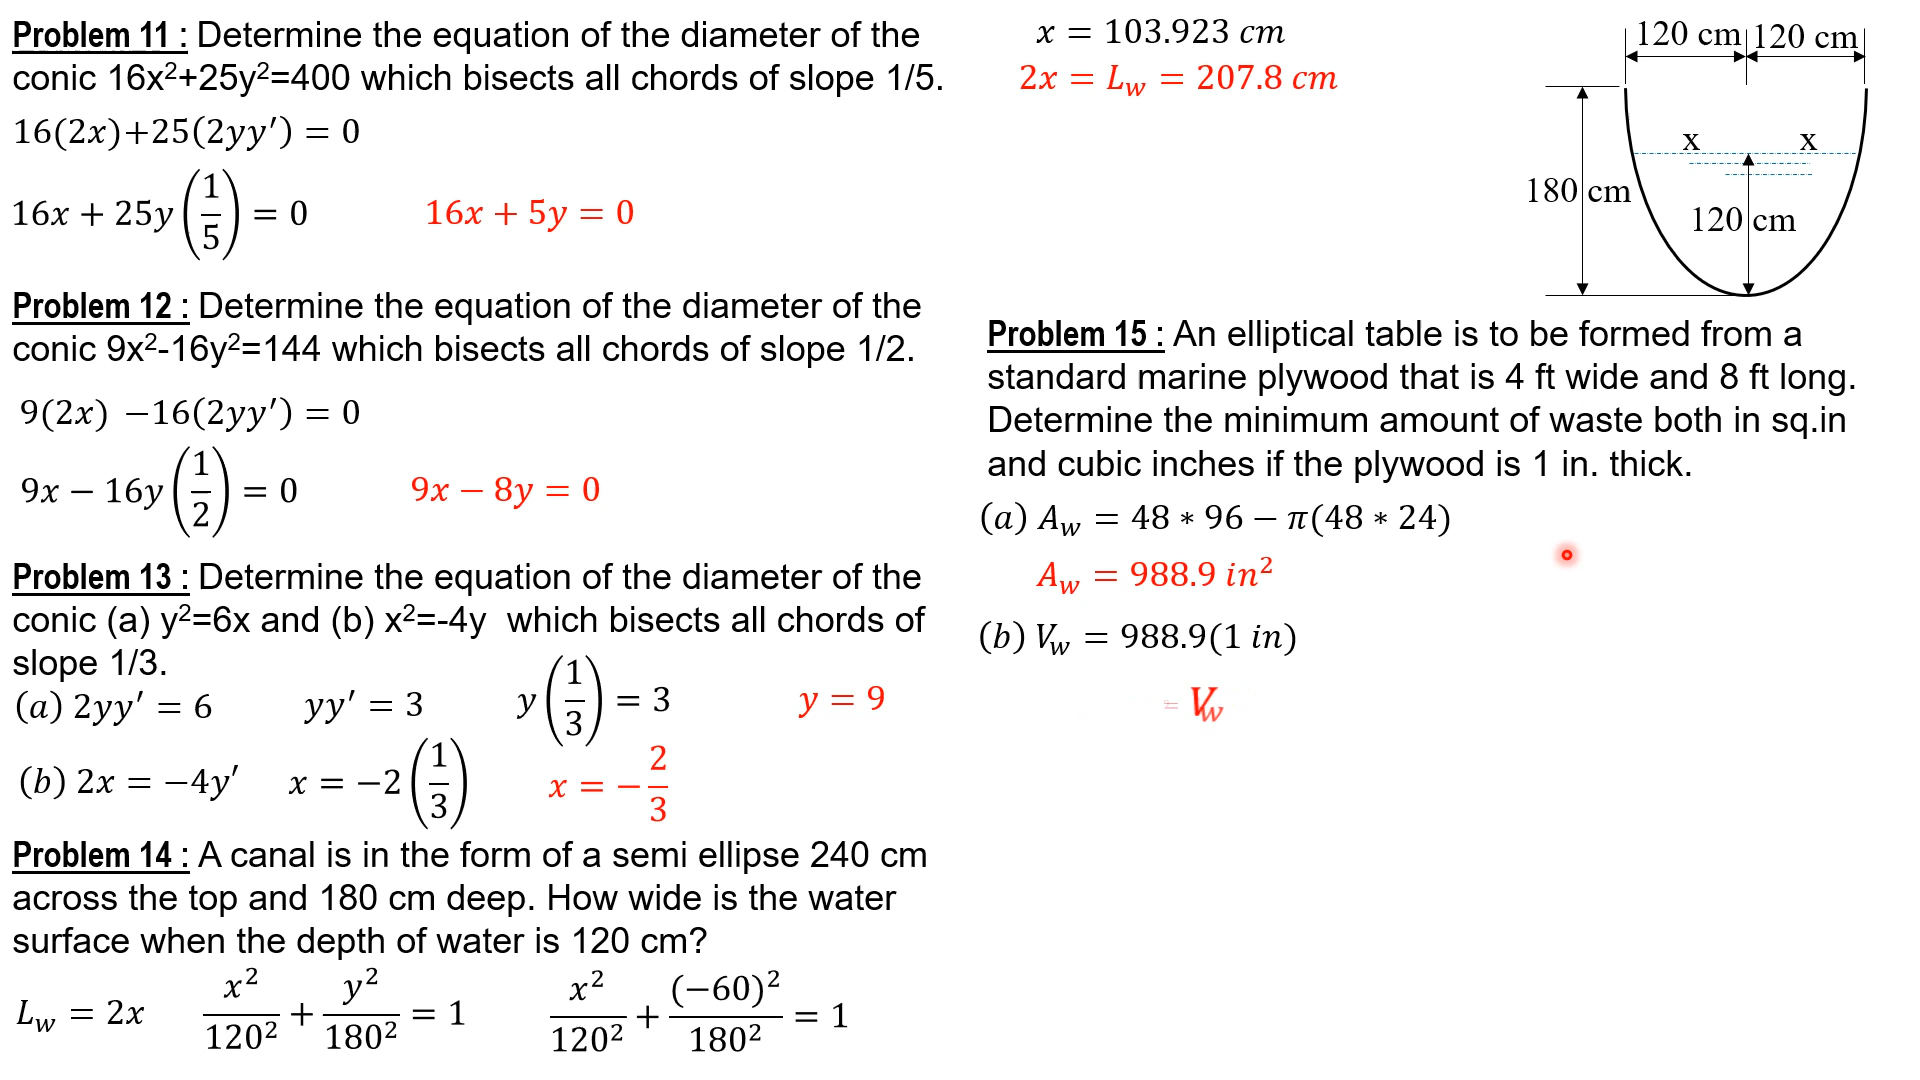 Problem 11 : Determine the equation of the diameter of the
conic 16x²+25y²=400 which bisects all chords of slope 1/5.
16(2x)+25(2yy′) = 0
16x + 25y(1/5) = 0
16x + 5y = 0
Problem 12 : Determine the equation of the diameter of the
conic 9x²-16y²=144 which bisects all chords of slope 1/2.
9(2x) −16(2yy′) = 0
9x − 16y(1/2) = 0
9x − 8y = 0
Problem 13 : Determine the equation of the diameter of the
conic (a) y²=6x and (b) x²=-4y which bisects all chords of
slope 1/3.
(a) 2yy′ = 6
yy′ = 3
y(1/3) = 3
y = 9
(b) 2x = −4y′
x = −2(1/3)
x = −2/3
Problem 14 : A canal is in the form of a semi ellipse 240 cm
across the top and 180 cm deep. How wide is the water
surface when the depth of water is 120 cm?
L_w = 2x
x²/120² + y²/180² = 1
x²/120² + (−60)²/180² = 1
x = 103.923 cm
2x = L_w = 207.8 cm
120 cm
120 cm
x
x
180 cm
120 cm
Problem 15 : An elliptical table is to be formed from a
standard marine plywood that is 4 ft wide and 8 ft long.
Determine the minimum amount of waste both in sq.in
and cubic inches if the plywood is 1 in. thick.
(a) A_w = 48 ∗ 96 − π(48 ∗ 24)
A_w = 988.9 in²
(b) V_w = 988.9(1 in)
= V_w